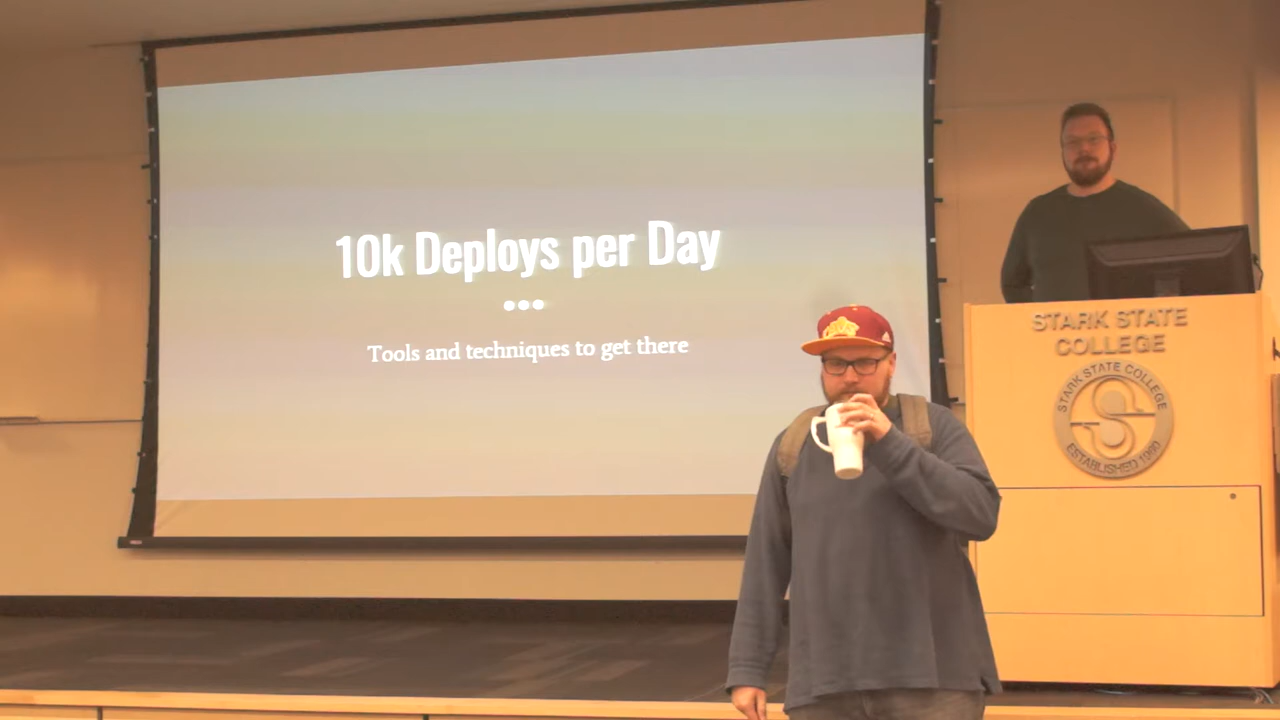 10k Deploys per Day
Tools and techniques to get there
STARK STATE
COLLEGE
STARK STATE COLLEGE
ESTABLISHED 1960